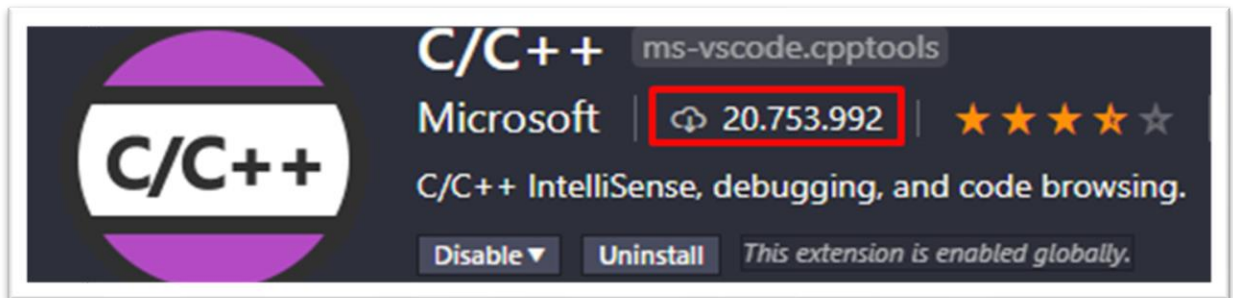 C/C++
C/C++ ms-vscode.cpptools
Microsoft 20.753.992
C/C++ IntelliSense, debugging, and code browsing.
Disable Uninstall This extension is enabled globally.